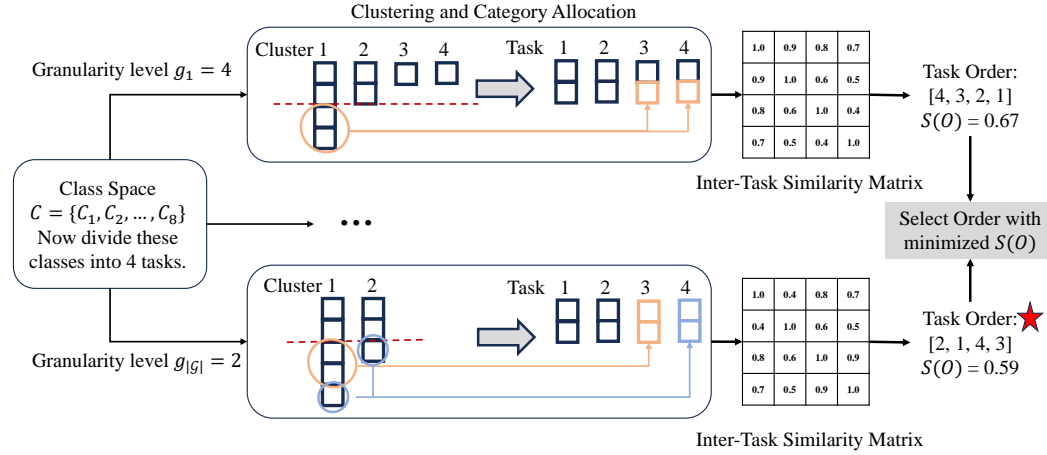 Clustering and Category Allocation
Granularity level g₁ = 4
Cluster 1 2 3 4
Task 1 2 3 4
1.0 0.9 0.8 0.7
0.9 1.0 0.6 0.5
0.8 0.6 1.0 0.4
0.7 0.5 0.4 1.0
Inter-Task Similarity Matrix
Task Order:
[4, 3, 2, 1]
S(O) = 0.67
Class Space
C = {C₁, C₂, ..., C₈}
Now divide these
classes into 4 tasks.
...
Select Order with
minimized S(O)
Granularity level g_|𝒢| = 2
Cluster 1 2
Task 1 2 3 4
1.0 0.4 0.8 0.7
0.4 1.0 0.6 0.5
0.8 0.6 1.0 0.9
0.7 0.5 0.9 1.0
Inter-Task Similarity Matrix
Task Order:
[2, 1, 4, 3]
S(O) = 0.59